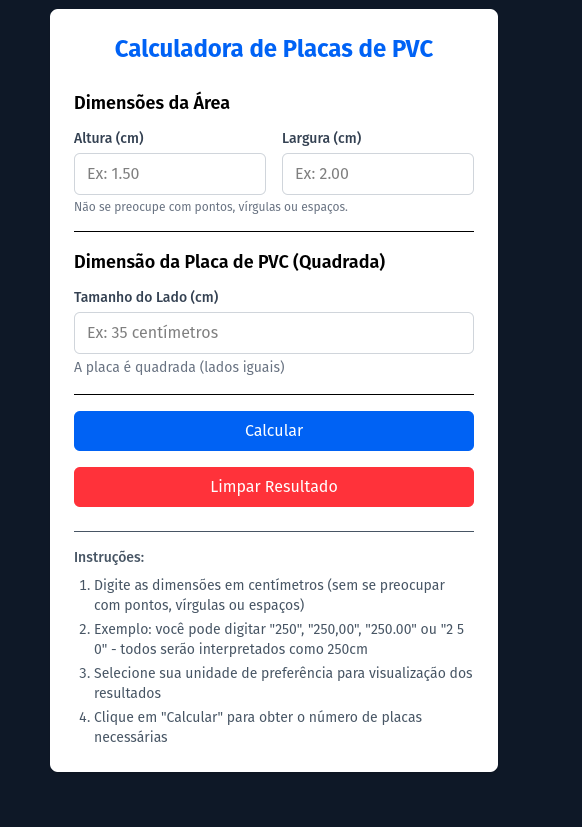 Calculadora de Placas de PVC
Dimensões da Área
Altura (cm) Largura (cm)
Ex: 1.50 Ex: 2.00
Não se preocupe com pontos, vírgulas ou espaços.
Dimensão da Placa de PVC (Quadrada)
Tamanho do Lado (cm)
Ex: 35 centímetros
A placa é quadrada (lados iguais)
Calcular
Limpar Resultado
Instruções:
1. Digite as dimensões em centímetros (sem se preocupar
com pontos, vírgulas ou espaços)
2. Exemplo: você pode digitar "250", "250,00", "250.00" ou "2 5
0" - todos serão interpretados como 250cm
3. Selecione sua unidade de preferência para visualização dos
resultados
4. Clique em "Calcular" para obter o número de placas
necessárias